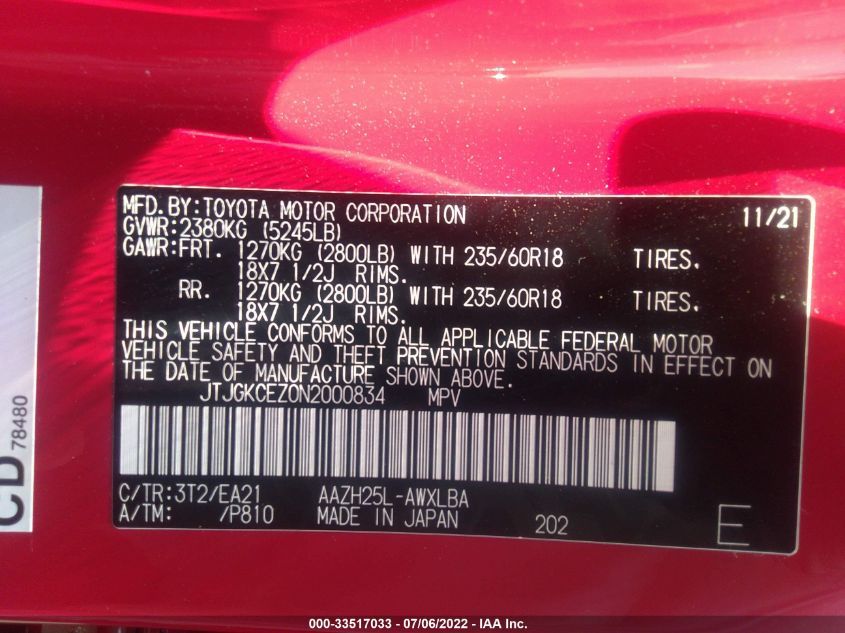 MFD.BY:TOYOTA MOTOR CORPORATION 11/21
GVWR:2380KG (5245LB)
GAWR:FRT. 1270KG (2800LB) WITH 235/60R18 TIRES.
18X7 1/2J RIMS.
RR. 1270KG (2800LB) WITH 235/60R18 TIRES.
18X7 1/2J RIMS.
THIS VEHICLE CONFORMS TO ALL APPLICABLE FEDERAL MOTOR
VEHICLE SAFETY AND THEFT PREVENTION STANDARDS IN EFFECT ON
THE DATE OF MANUFACTURE SHOWN ABOVE.
JTJGKCEZ0N2000834 MPV
C/TR:3T2/EA21 AAZH25L-AWXLBA
A/TM: /P810 MADE IN JAPAN 202 E
CD 78480
000-33517033 - 07/06/2022 - IAA Inc.